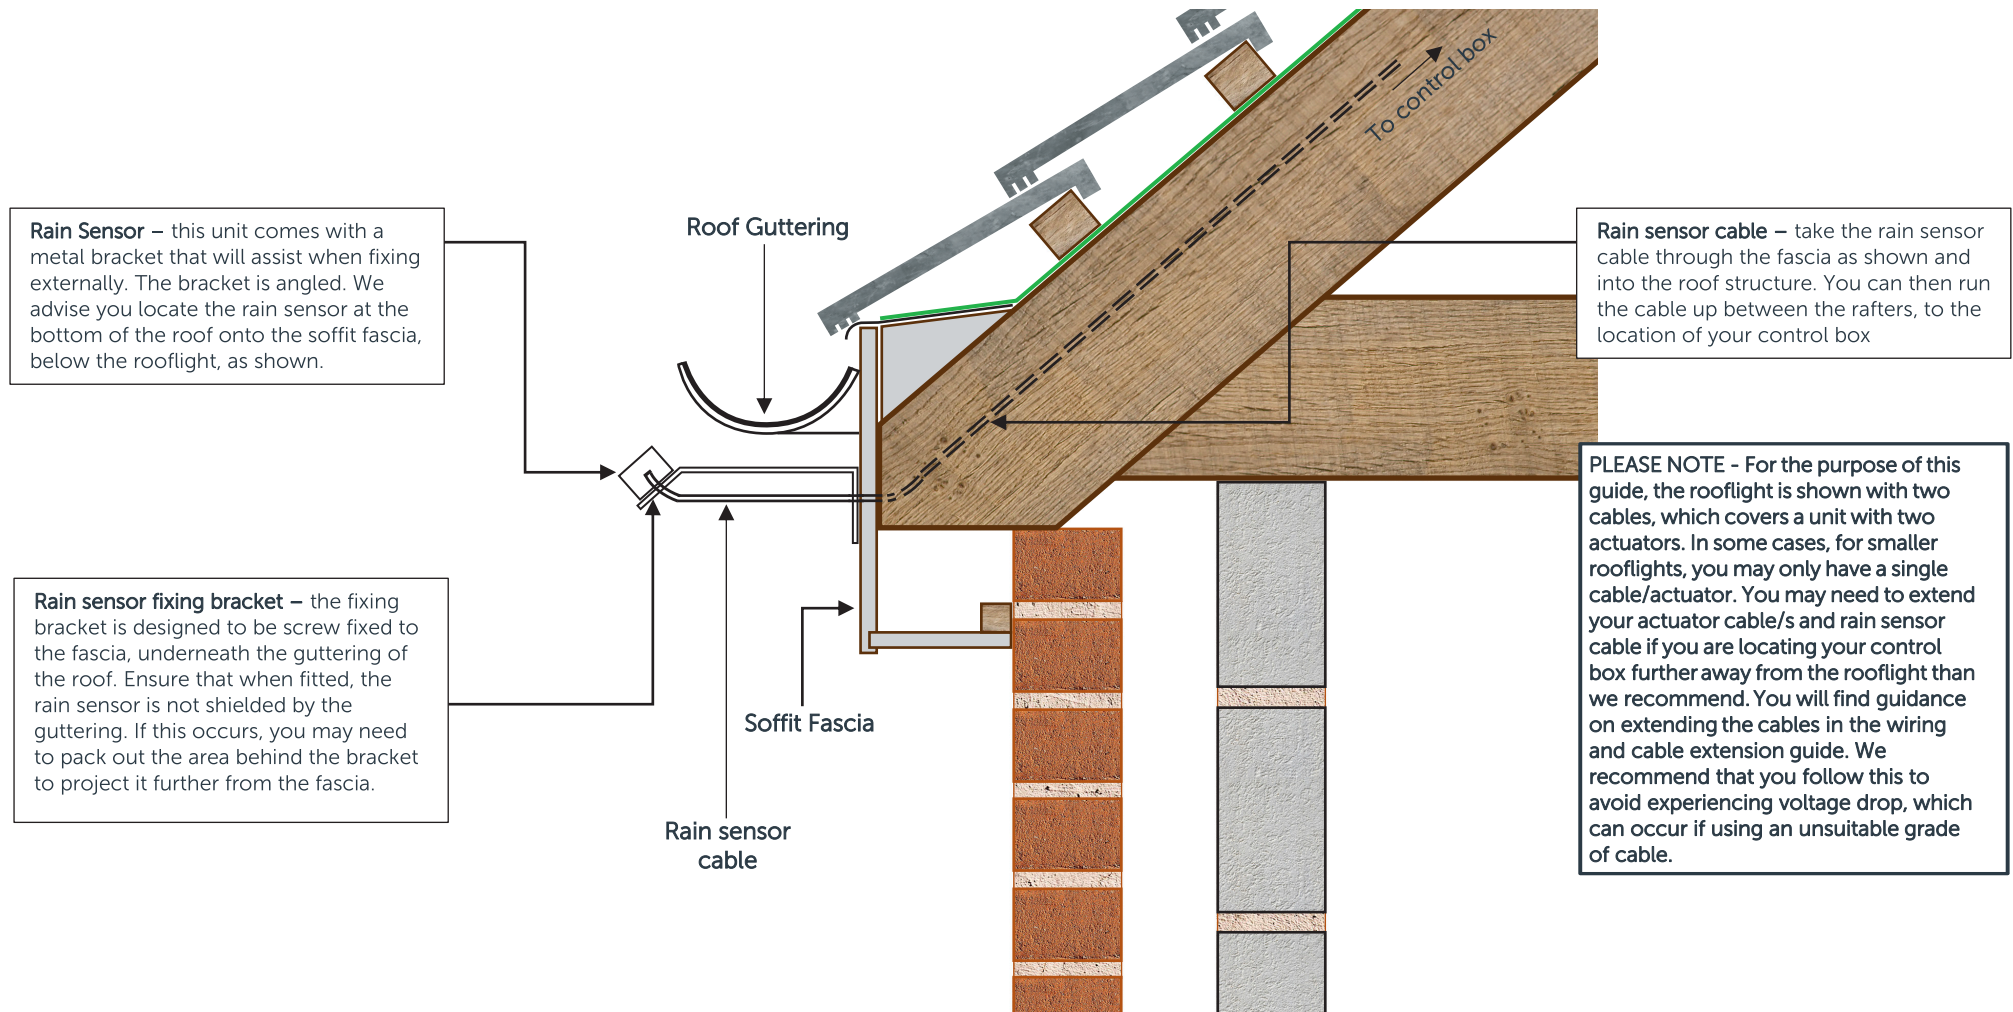 To control box
Roof Guttering
Rain Sensor – this unit comes with a
metal bracket that will assist when fixing
externally. The bracket is angled. We
advise you locate the rain sensor at the
bottom of the roof onto the soffit fascia,
below the rooflight, as shown.
Rain sensor cable – take the rain sensor
cable through the fascia as shown and
into the roof structure. You can then run
the cable up between the rafters, to the
location of your control box
Rain sensor fixing bracket – the fixing
bracket is designed to be screw fixed to
the fascia, underneath the guttering of
the roof. Ensure that when fitted, the
rain sensor is not shielded by the
guttering. If this occurs, you may need
to pack out the area behind the bracket
to project it further from the fascia.
Soffit Fascia
Rain sensor
cable
PLEASE NOTE - For the purpose of this
guide, the rooflight is shown with two
cables, which covers a unit with two
actuators. In some cases, for smaller
rooflights, you may only have a single
cable/actuator. You may need to extend
your actuator cable/s and rain sensor
cable if you are locating your control
box further away from the rooflight than
we recommend. You will find guidance
on extending the cables in the wiring
and cable extension guide. We
recommend that you follow this to
avoid experiencing voltage drop, which
can occur if using an unsuitable grade
of cable.